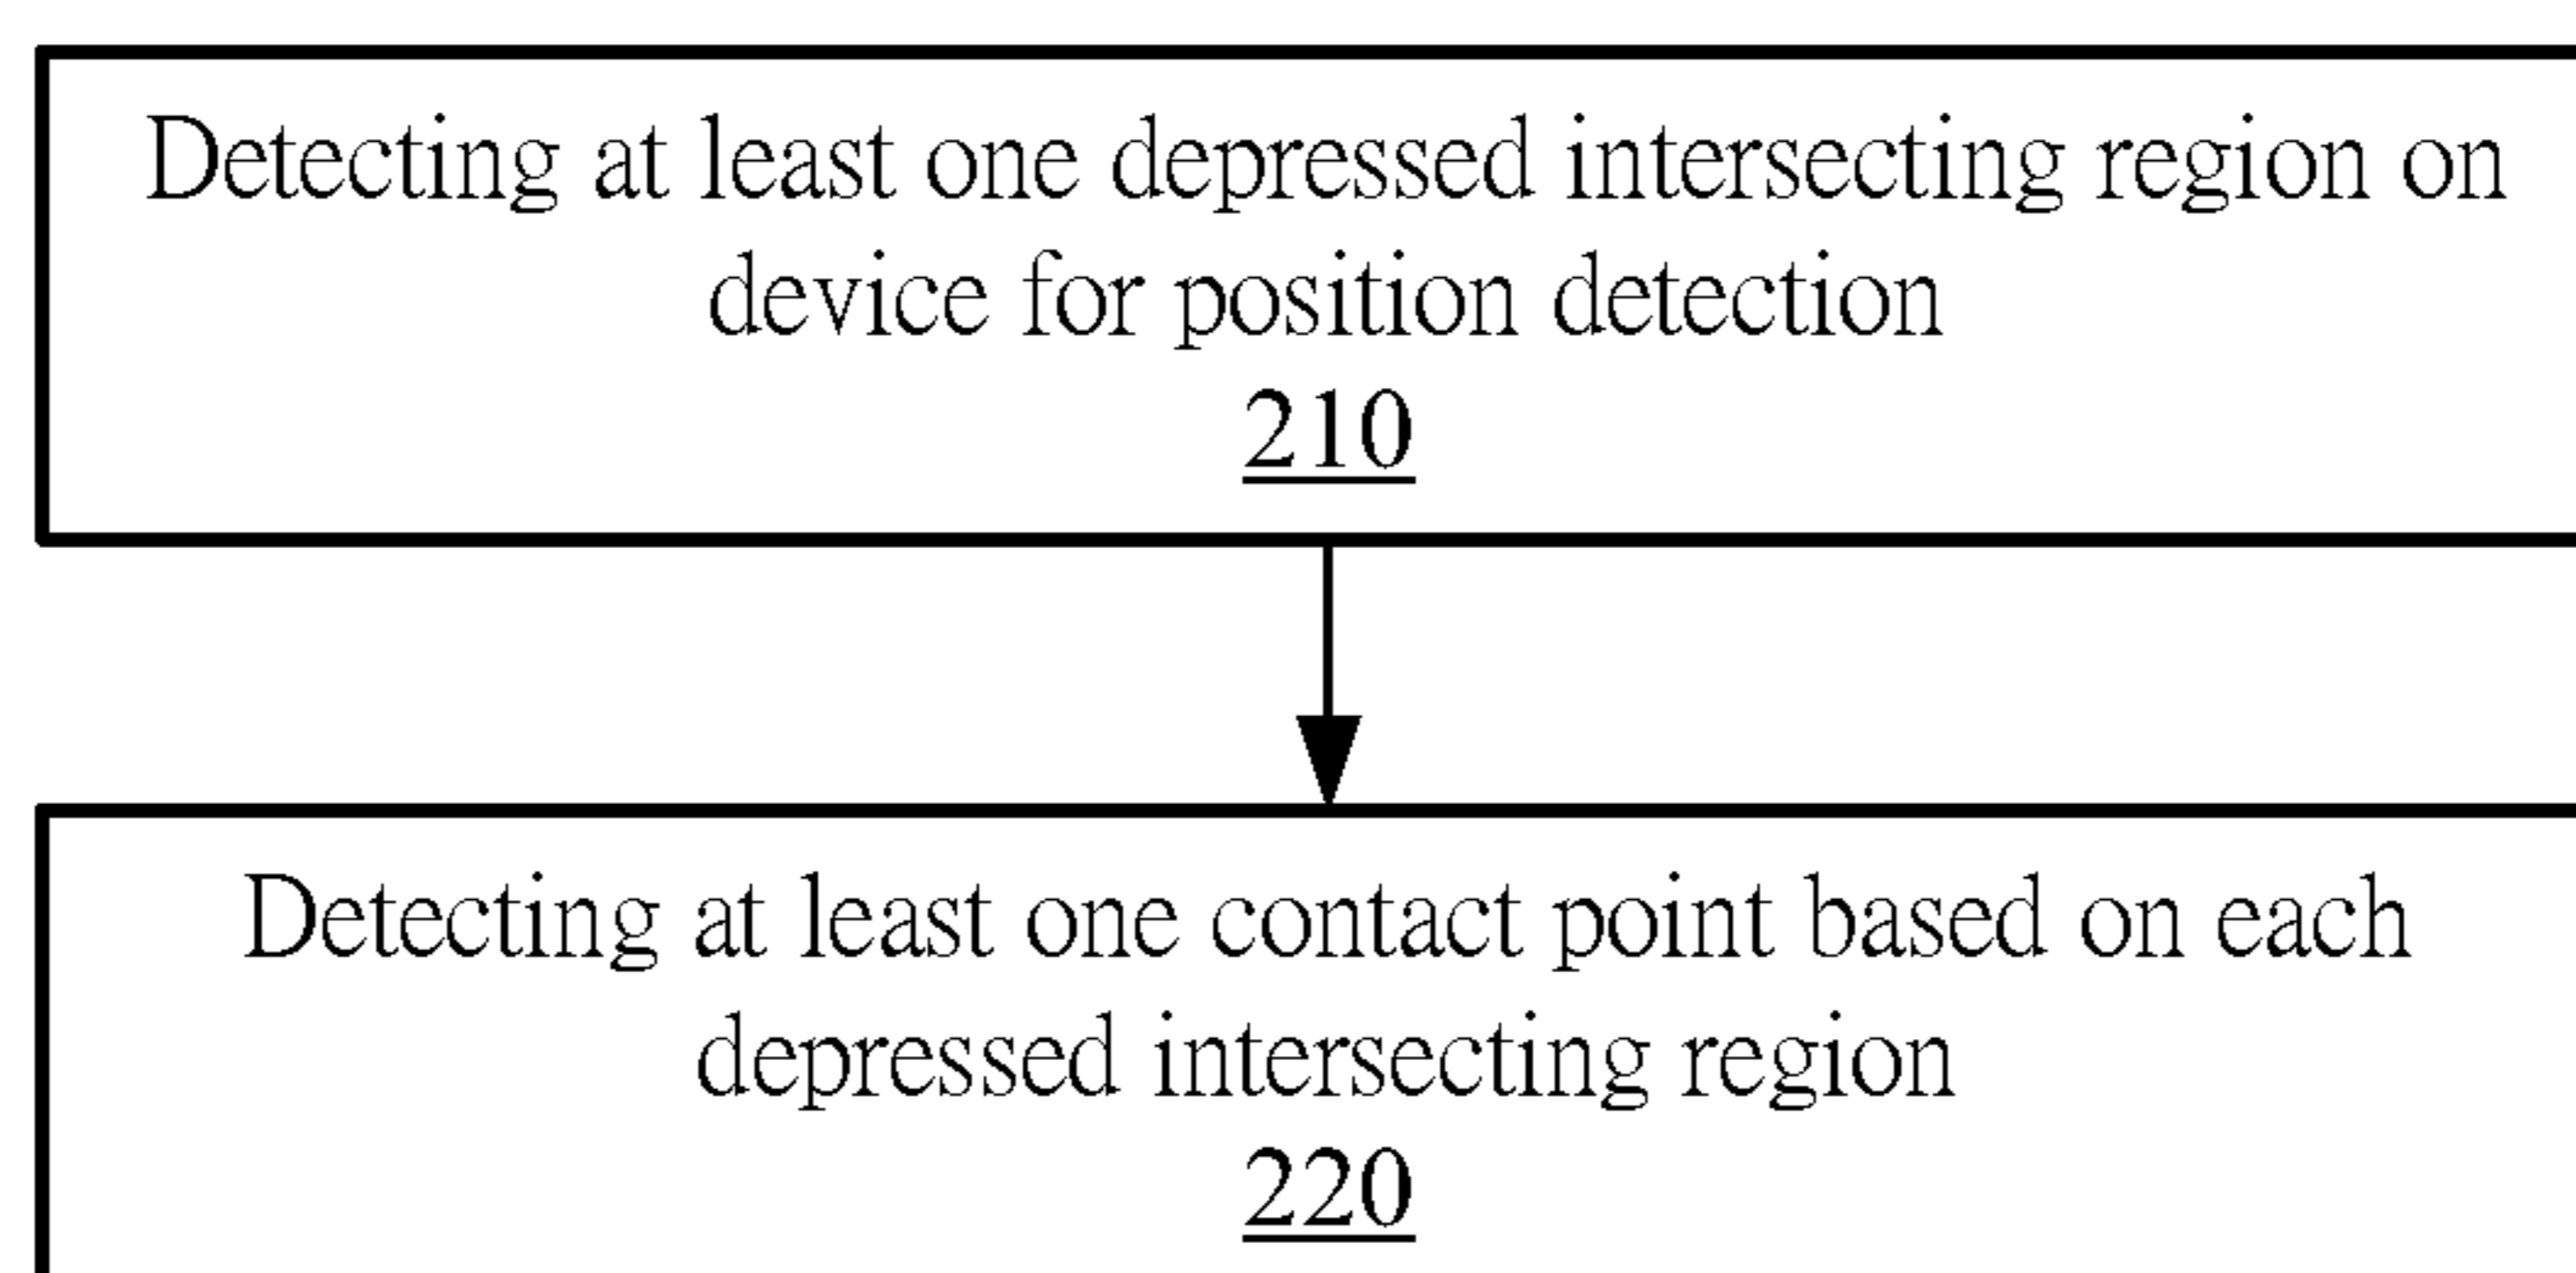 Detecting at least one depressed intersecting region on
device for position detection
210
Detecting at least one contact point based on each
depressed intersecting region
220